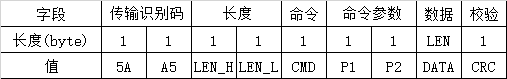 字段 传输识别码 长度 命令 命令参数 数据 校验
长度(byte) 1 1 1 1 1 1 1 LEN 1
值 5A A5 LEN_H LEN_L CMD P1 P2 DATA CRC